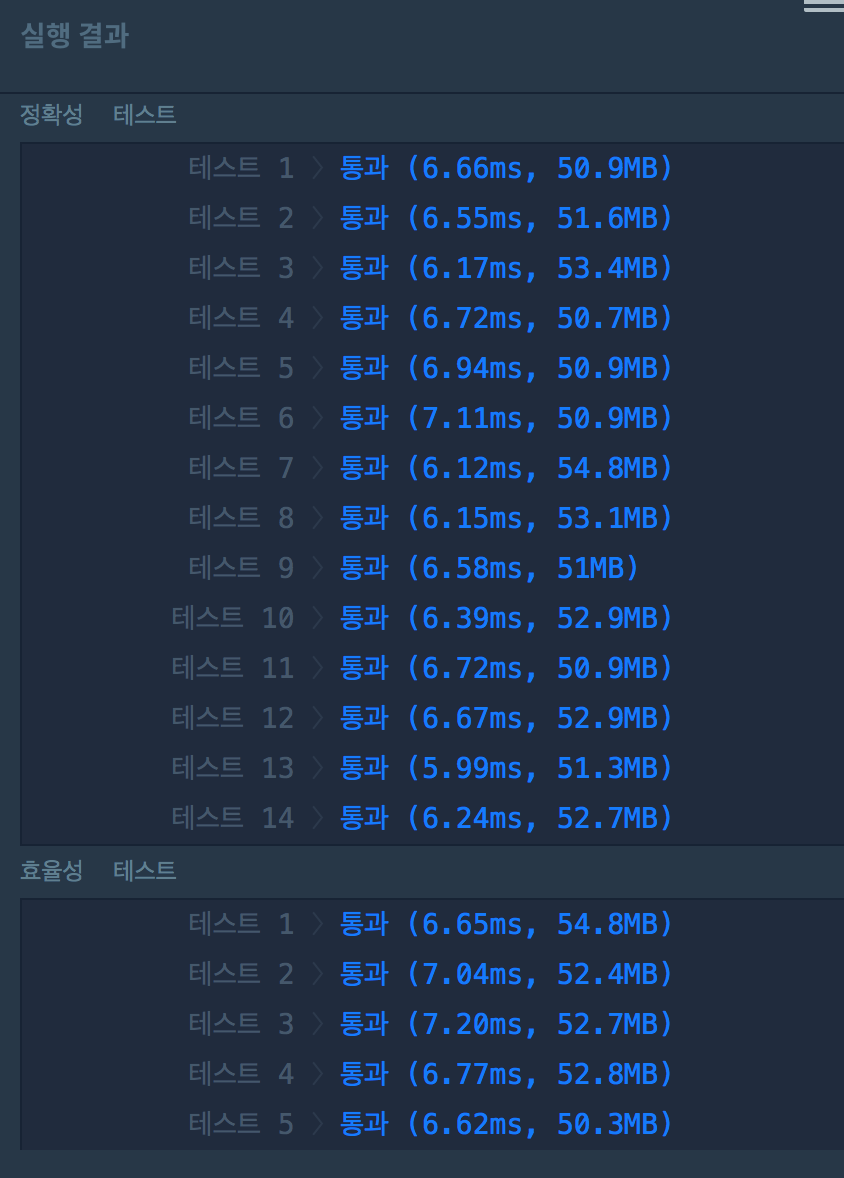 실행 결과
정확성 테스트
테스트 1 〉 통과 (6.66ms, 50.9MB)
테스트 2 〉 통과 (6.55ms, 51.6MB)
테스트 3 〉 통과 (6.17ms, 53.4MB)
테스트 4 〉 통과 (6.72ms, 50.7MB)
테스트 5 〉 통과 (6.94ms, 50.9MB)
테스트 6 〉 통과 (7.11ms, 50.9MB)
테스트 7 〉 통과 (6.12ms, 54.8MB)
테스트 8 〉 통과 (6.15ms, 53.1MB)
테스트 9 〉 통과 (6.58ms, 51MB)
테스트 10 〉 통과 (6.39ms, 52.9MB)
테스트 11 〉 통과 (6.72ms, 50.9MB)
테스트 12 〉 통과 (6.67ms, 52.9MB)
테스트 13 〉 통과 (5.99ms, 51.3MB)
테스트 14 〉 통과 (6.24ms, 52.7MB)
효율성 테스트
테스트 1 〉 통과 (6.65ms, 54.8MB)
테스트 2 〉 통과 (7.04ms, 52.4MB)
테스트 3 〉 통과 (7.20ms, 52.7MB)
테스트 4 〉 통과 (6.77ms, 52.8MB)
테스트 5 〉 통과 (6.62ms, 50.3MB)